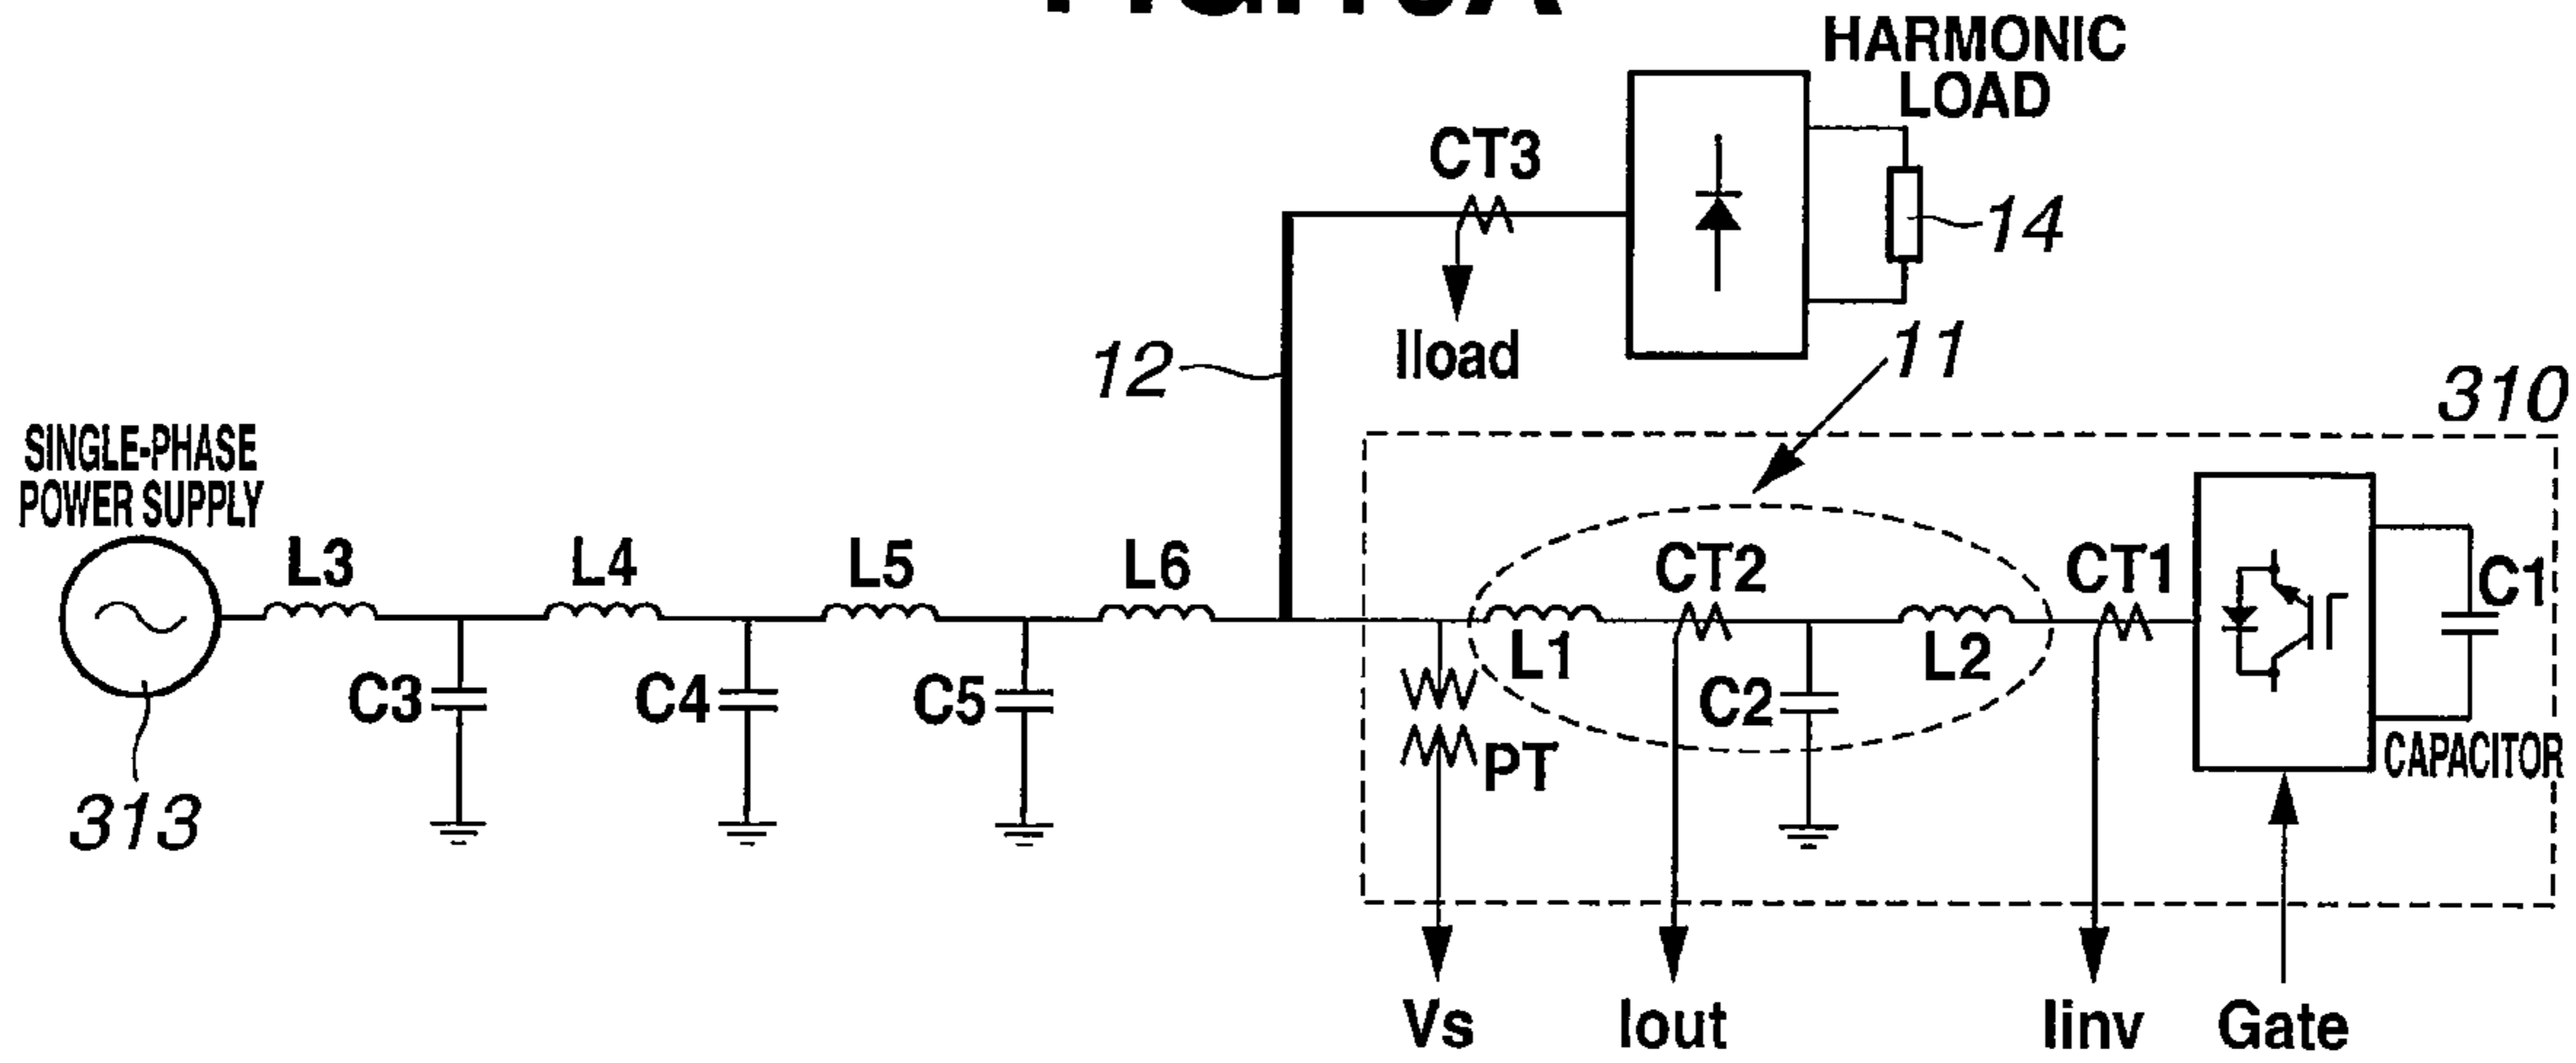 HARMONIC
LOAD
CT3
14
Iload
12
11
310
SINGLE-PHASE
POWER SUPPLY
L3
L4
L5
L6
CT2
CT1
C1
L1
L2
C3
C4
C5
C2
PT
CAPACITOR
313
Vs
Iout
Iinv
Gate